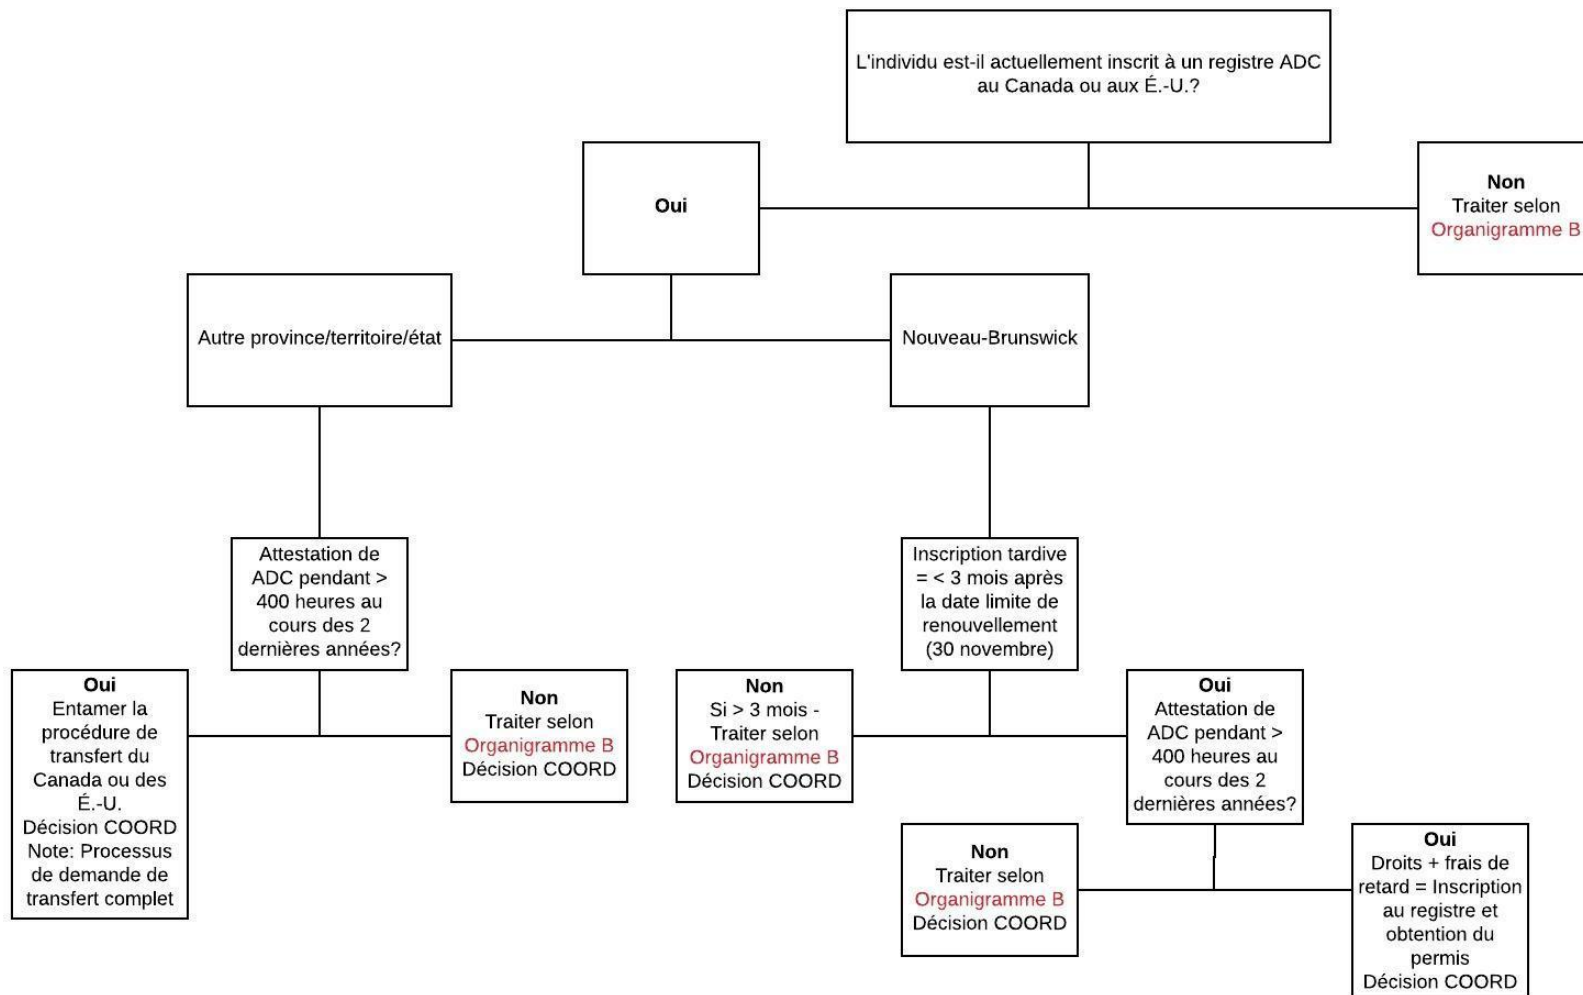 L'individu est-il actuellement inscrit à un registre ADC
au Canada ou aux É.-U.?
Oui
Non
Traiter selon
Organigramme B
Autre province/territoire/état
Nouveau-Brunswick
Attestation de
ADC pendant >
400 heures au
cours des 2
dernières années?
Inscription tardive
= < 3 mois après
la date limite de
renouvellement
(30 novembre)
Oui
Entamer la
procédure de
transfert du
Canada ou des
É.-U.
Décision COORD
Note: Processus
de demande de
transfert complet
Non
Traiter selon
Organigramme B
Décision COORD
Non
Si > 3 mois -
Traiter selon
Organigramme B
Décision COORD
Oui
Attestation de
ADC pendant >
400 heures au
cours des 2
dernières années?
Non
Traiter selon
Organigramme B
Décision COORD
Oui
Droits + frais de
retard = Inscription
au registre et
obtention du
permis
Décision COORD